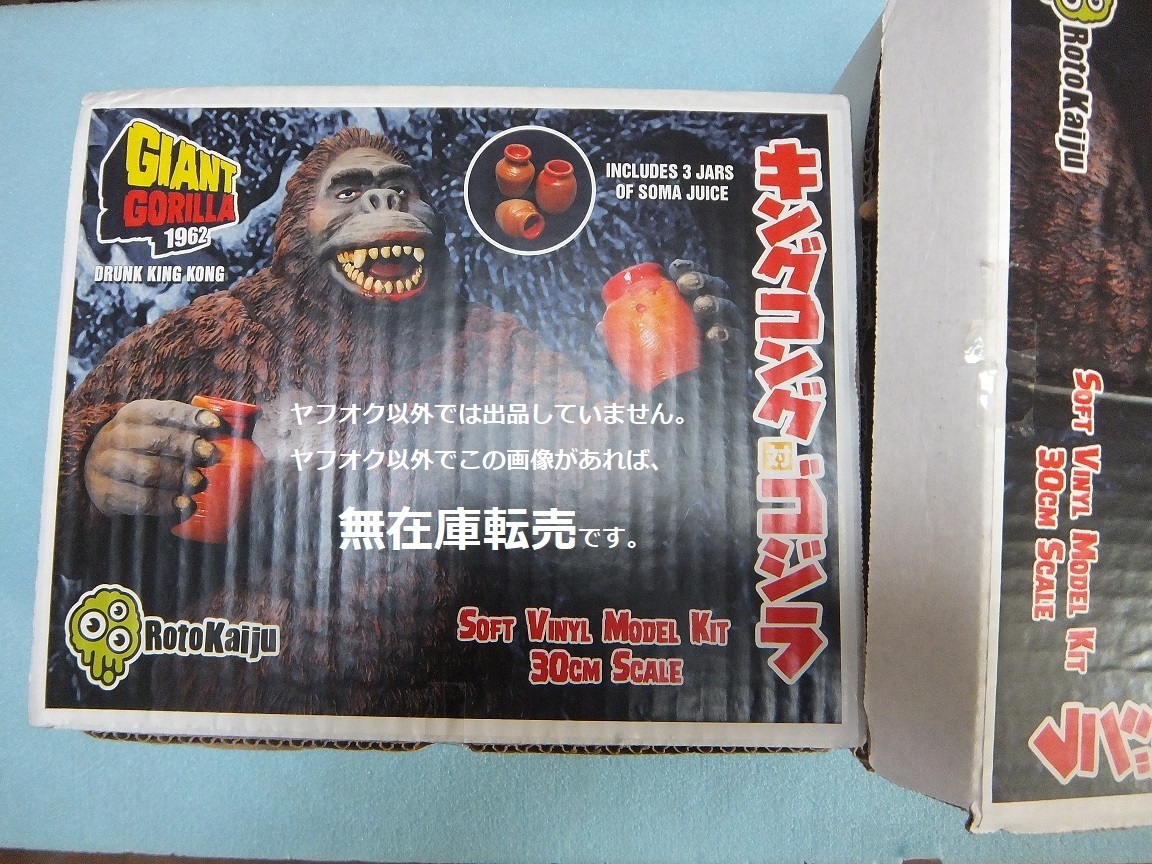 GIANT
GORILLA
1962
DRUNK KING KONG
INCLUDES 3 JARS
OF SOMA JUICE
キングコング対ゴジラ
ヤフオク以外では出品していません。
ヤフオク以外でこの画像があれば、
無在庫転売です。
RotoKaiju
SOFT VINYL MODEL KIT
30CM SCALE
RotoKaiju
SOFT VINYL MODEL KIT
30CM SCALE
ジラ